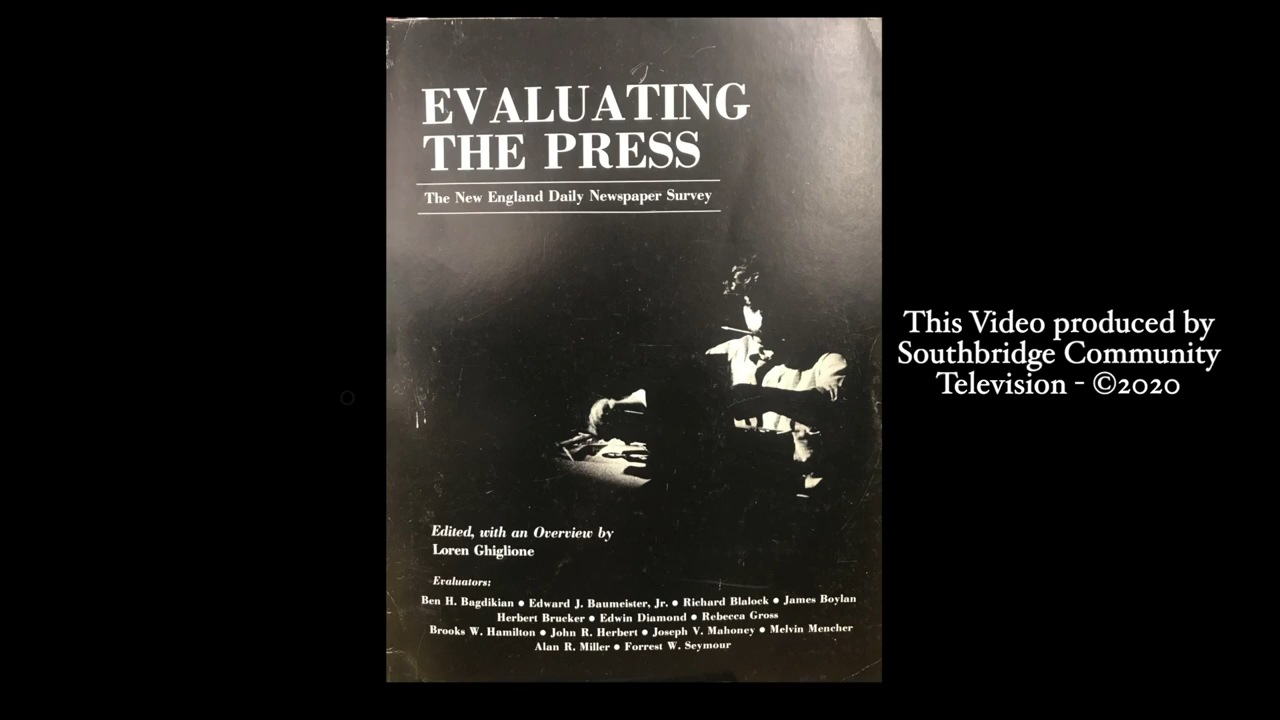 EVALUATING
THE PRESS
The New England Daily Newspaper Survey
Edited, with an Overview by
Loren Ghiglione
Evaluators:
Ben H. Bagdikian ● Edward J. Baumeister, Jr. ● Richard Blalock ● James Boylan
Herbert Brucker ● Edwin Diamond ● Rebecca Gross
Brooks W. Hamilton ● John R. Herbert ● Joseph V. Mahoney ● Melvin Mencher
Alan R. Miller ● Forrest W. Seymour
This Video produced by
Southbridge Community
Television - ©2020